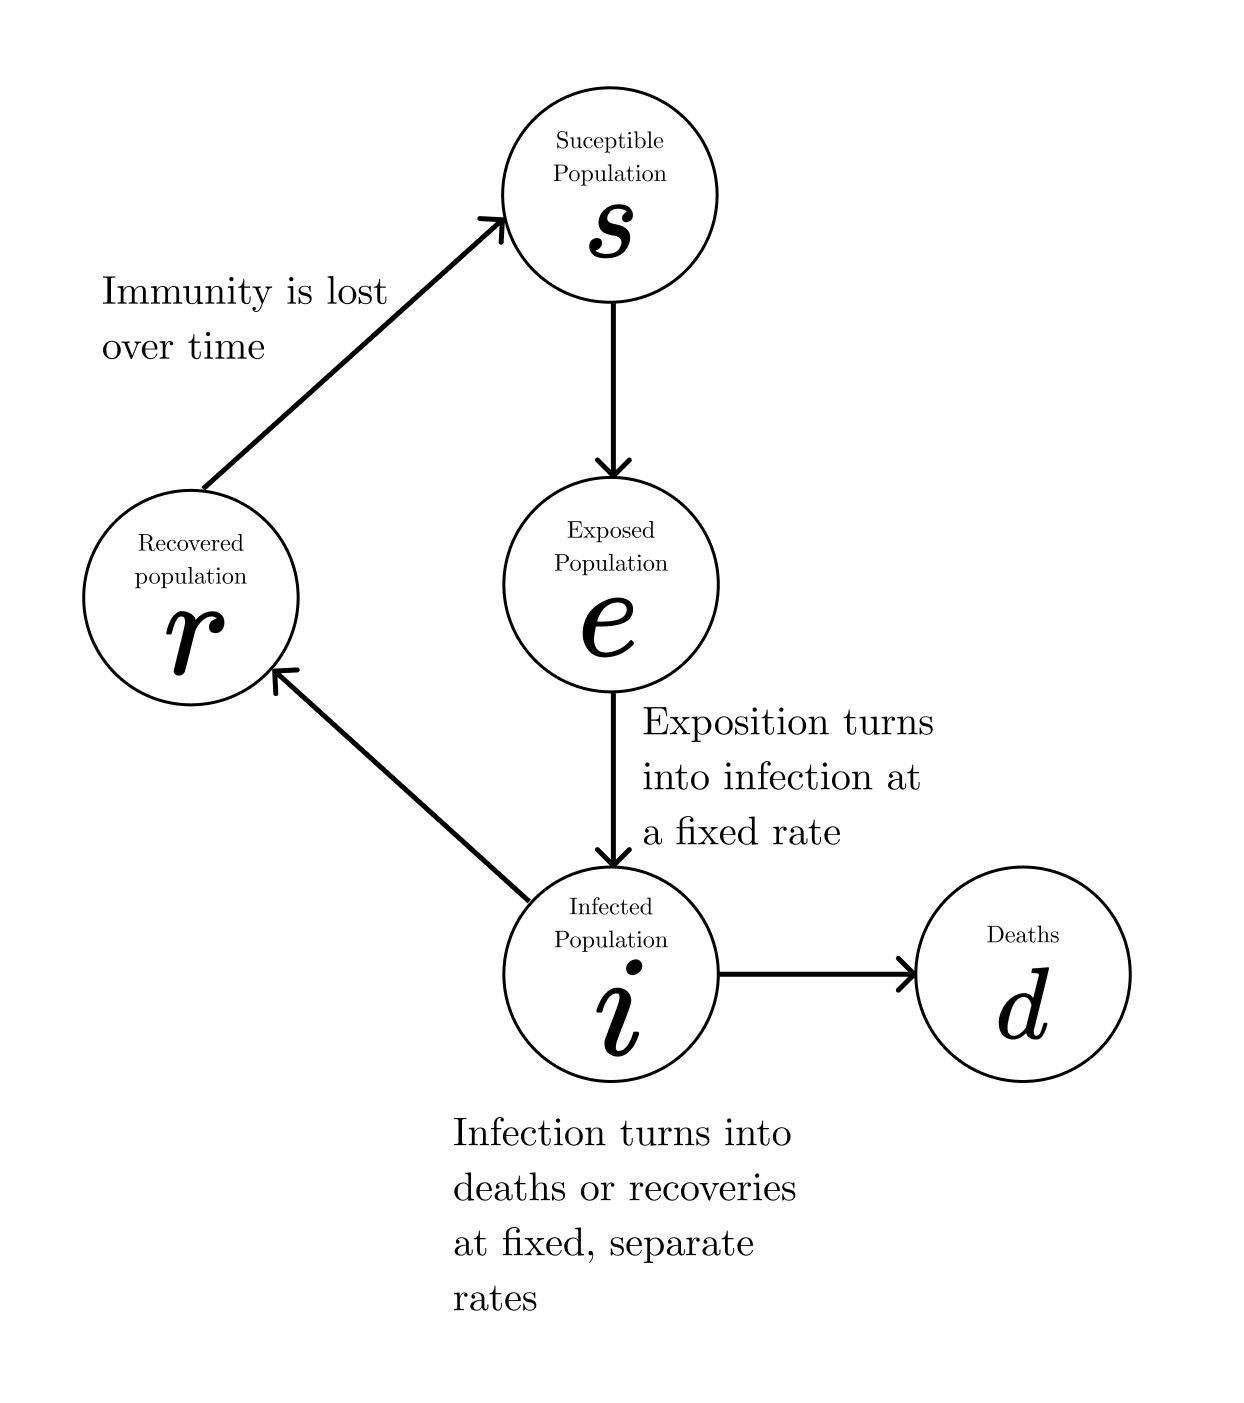 Suceptible
Population
s
Immunity is lost
over time
Recovered
population
r
Exposed
Population
e
Exposition turns
into infection at
a fixed rate
Infected
Population
i
Deaths
d
Infection turns into
deaths or recoveries
at fixed, separate
rates